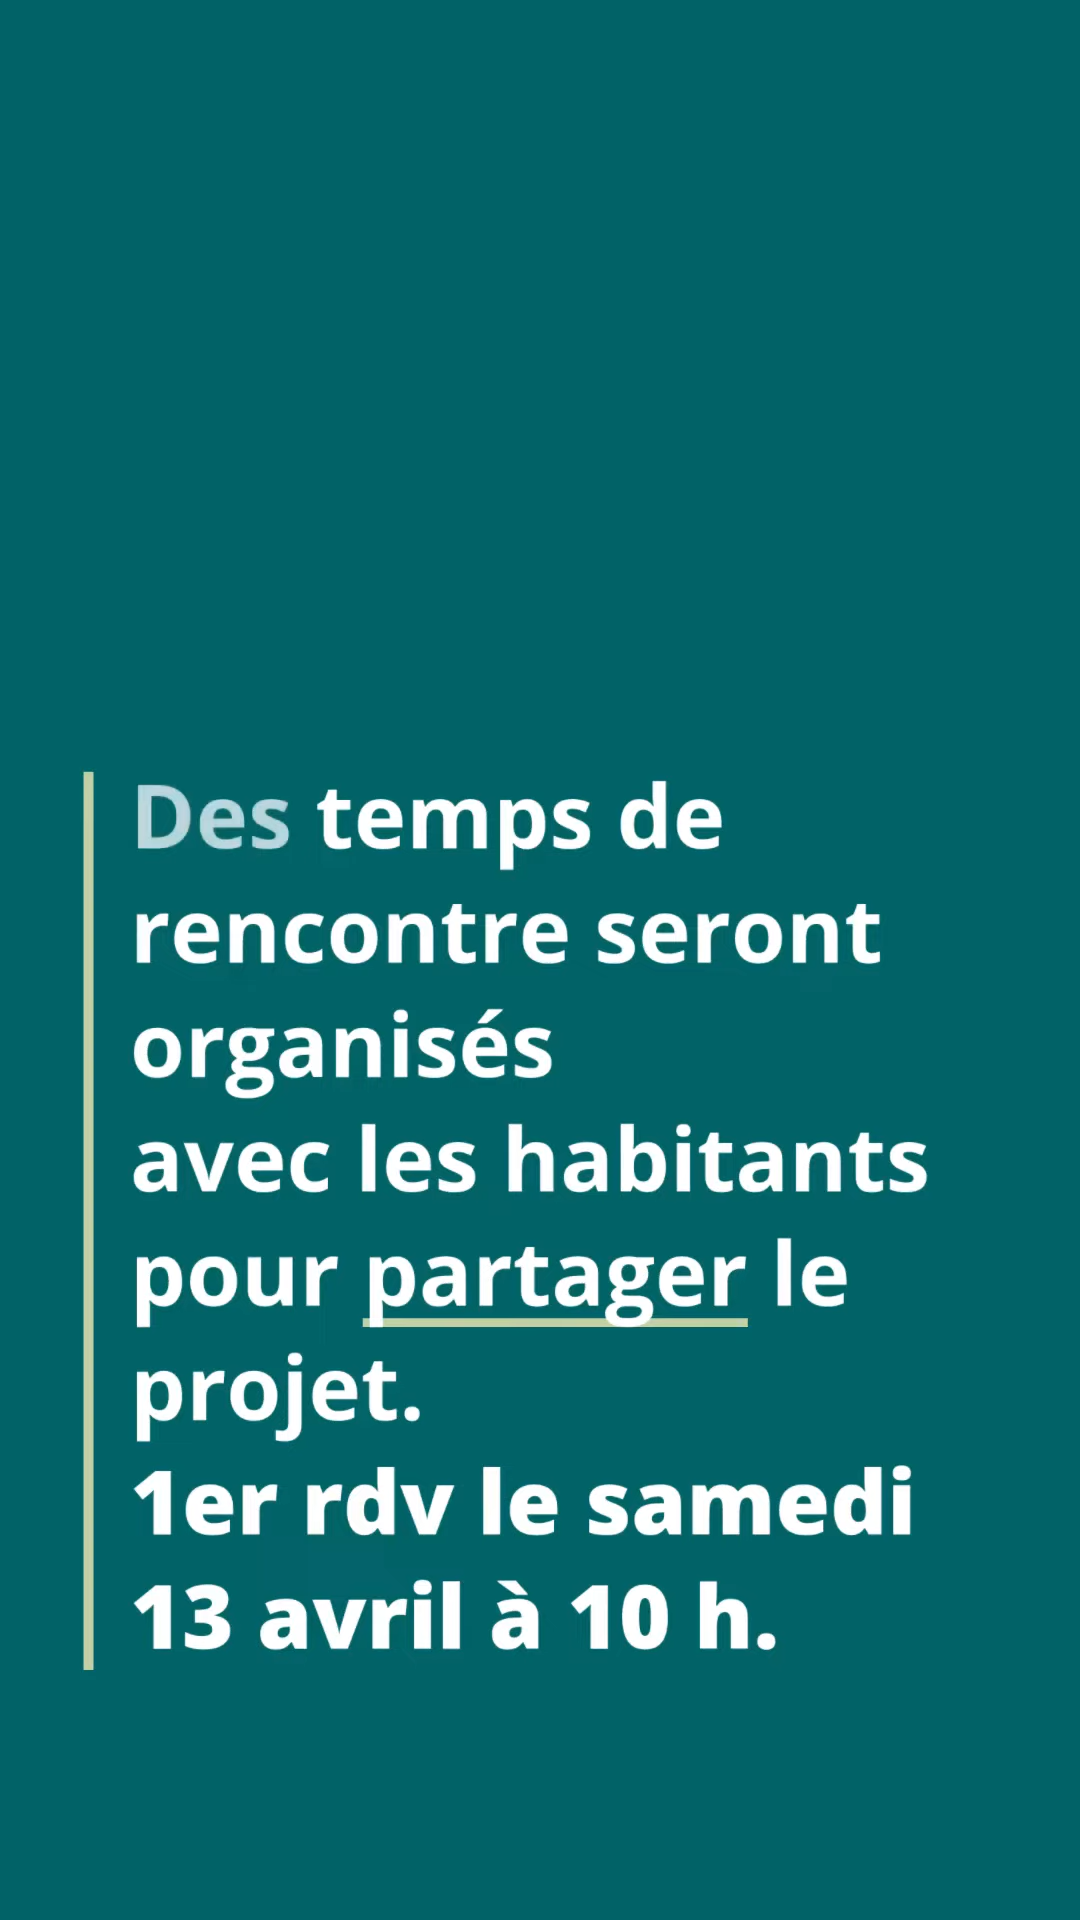 Des temps de
rencontre seront
organisés
avec les habitants
pour partager le
projet.
1er rdv le samedi
13 avril à 10 h.